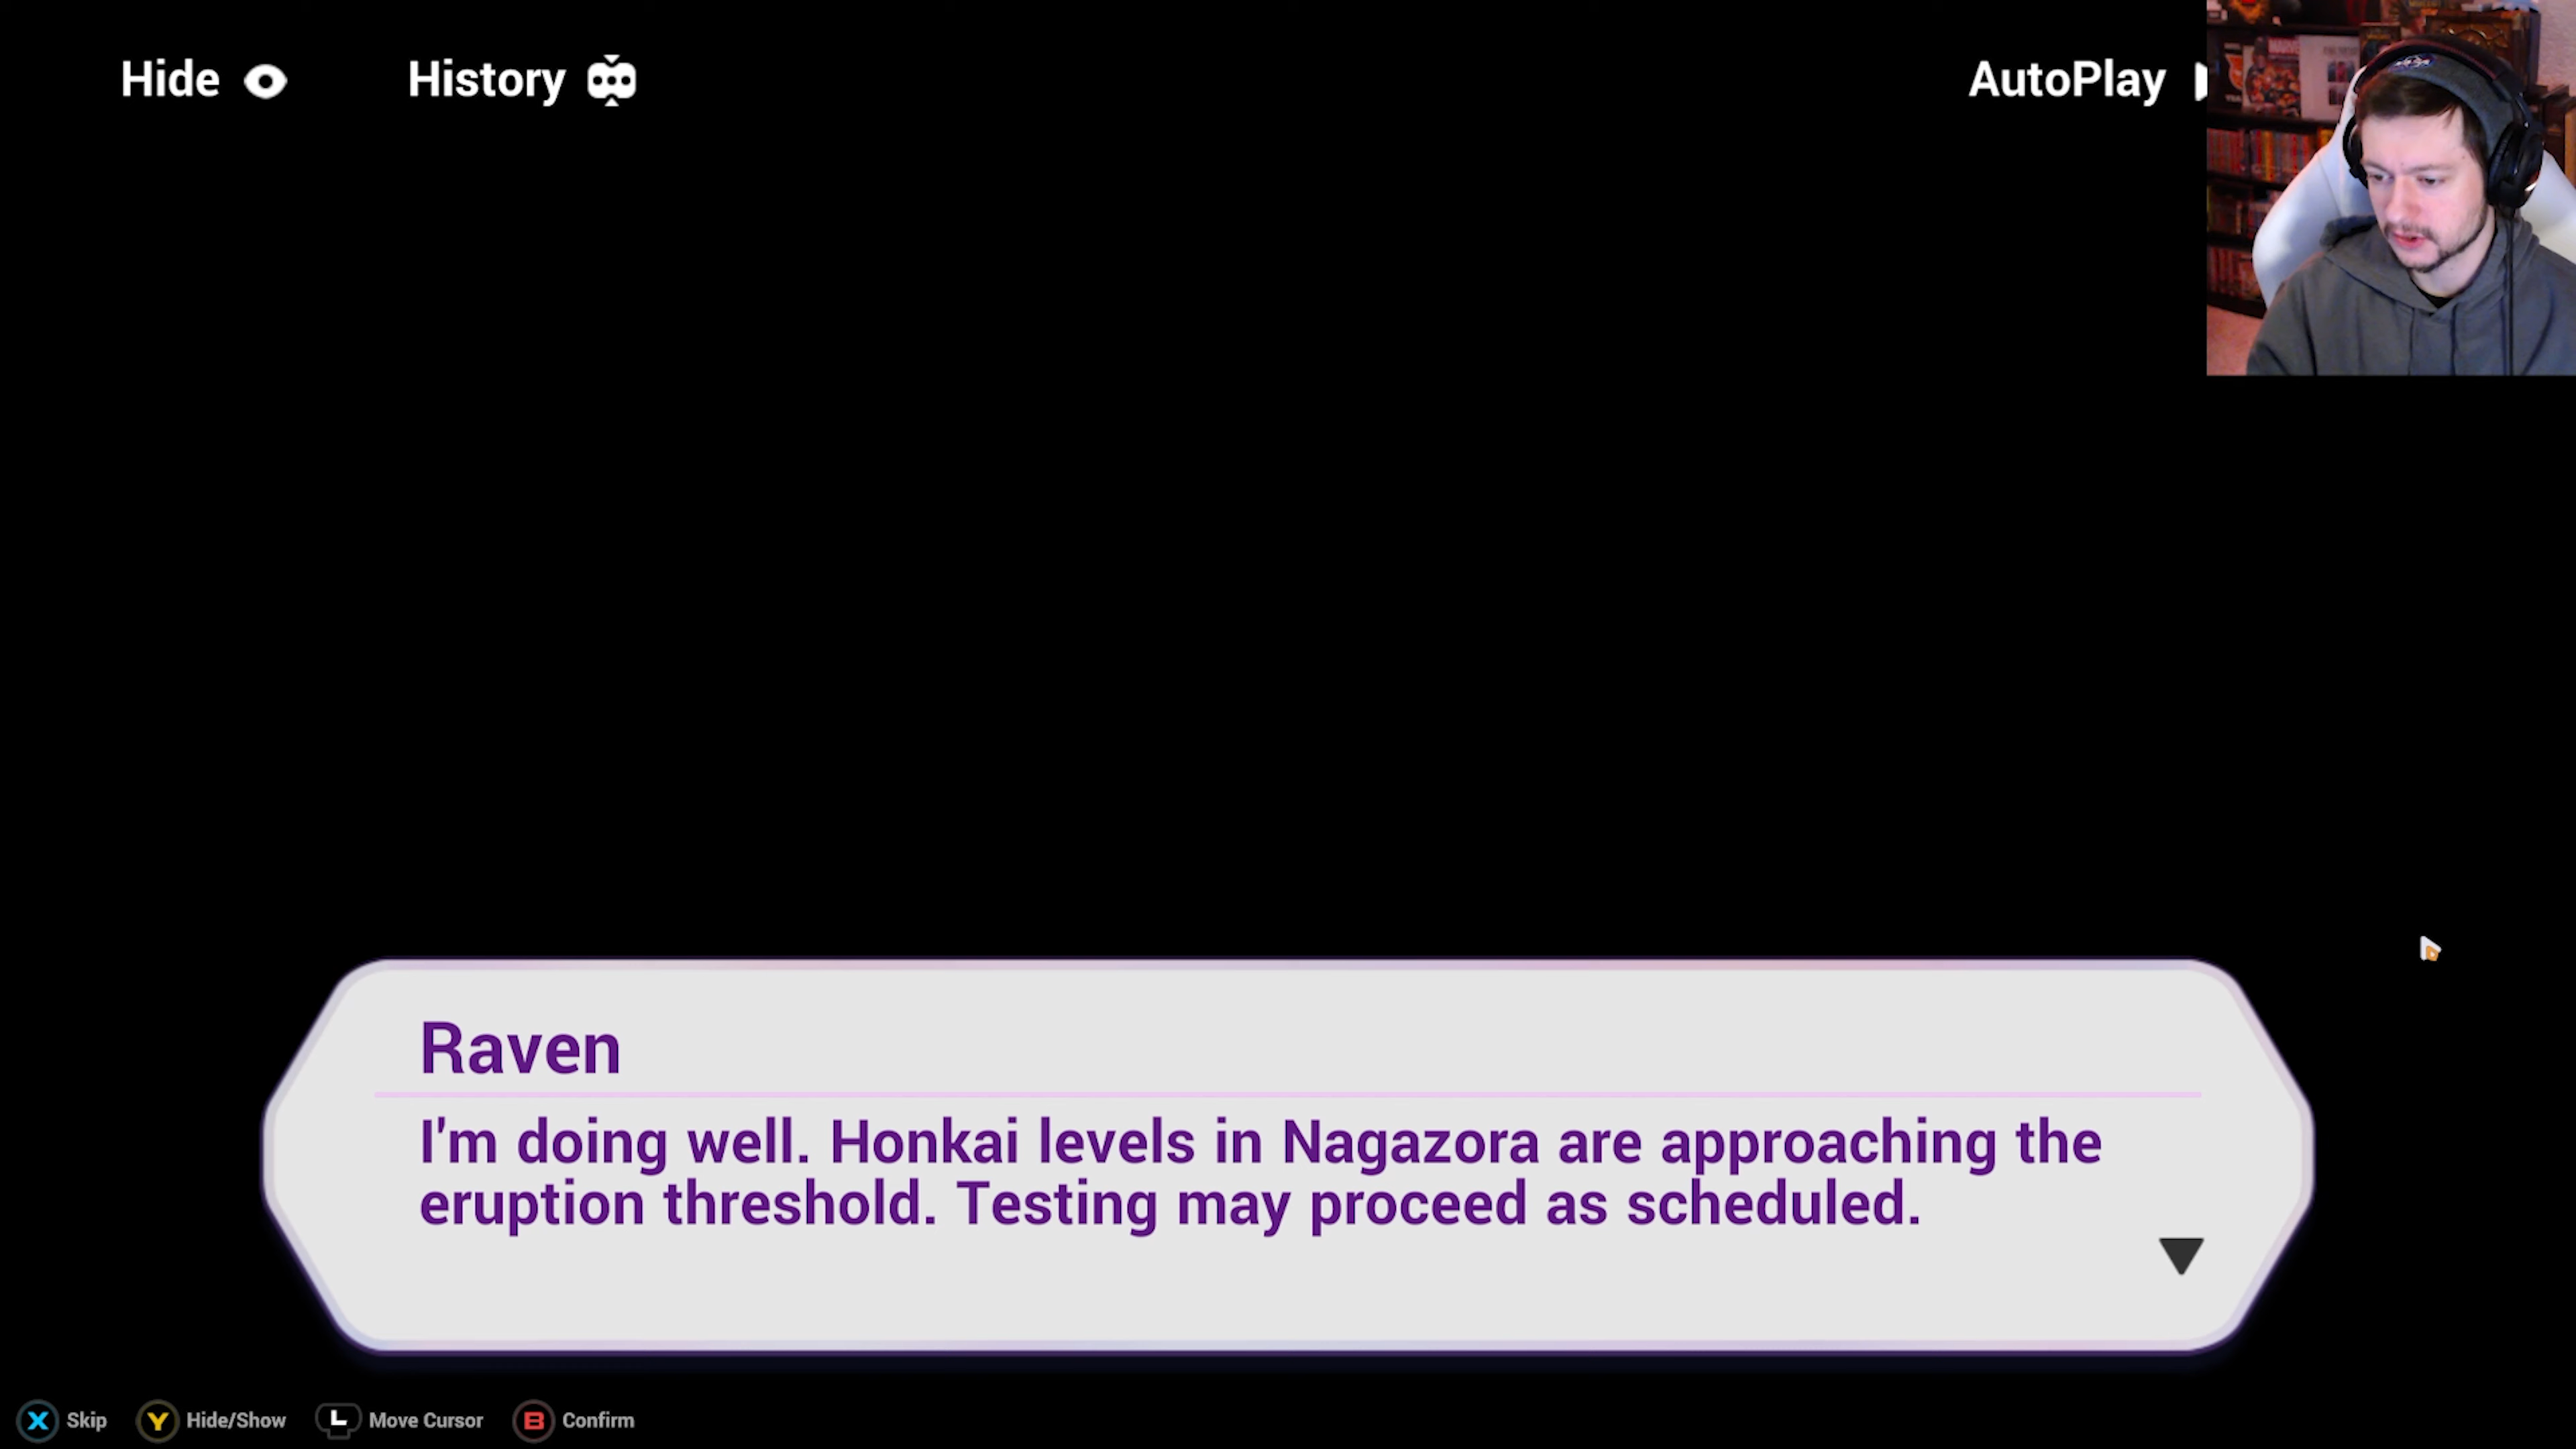 Hide
History
AutoPlay
Raven
I'm doing well. Honkai levels in Nagazora are approaching the
eruption threshold. Testing may proceed as scheduled.
X Skip Y Hide/Show L Move Cursor B Confirm